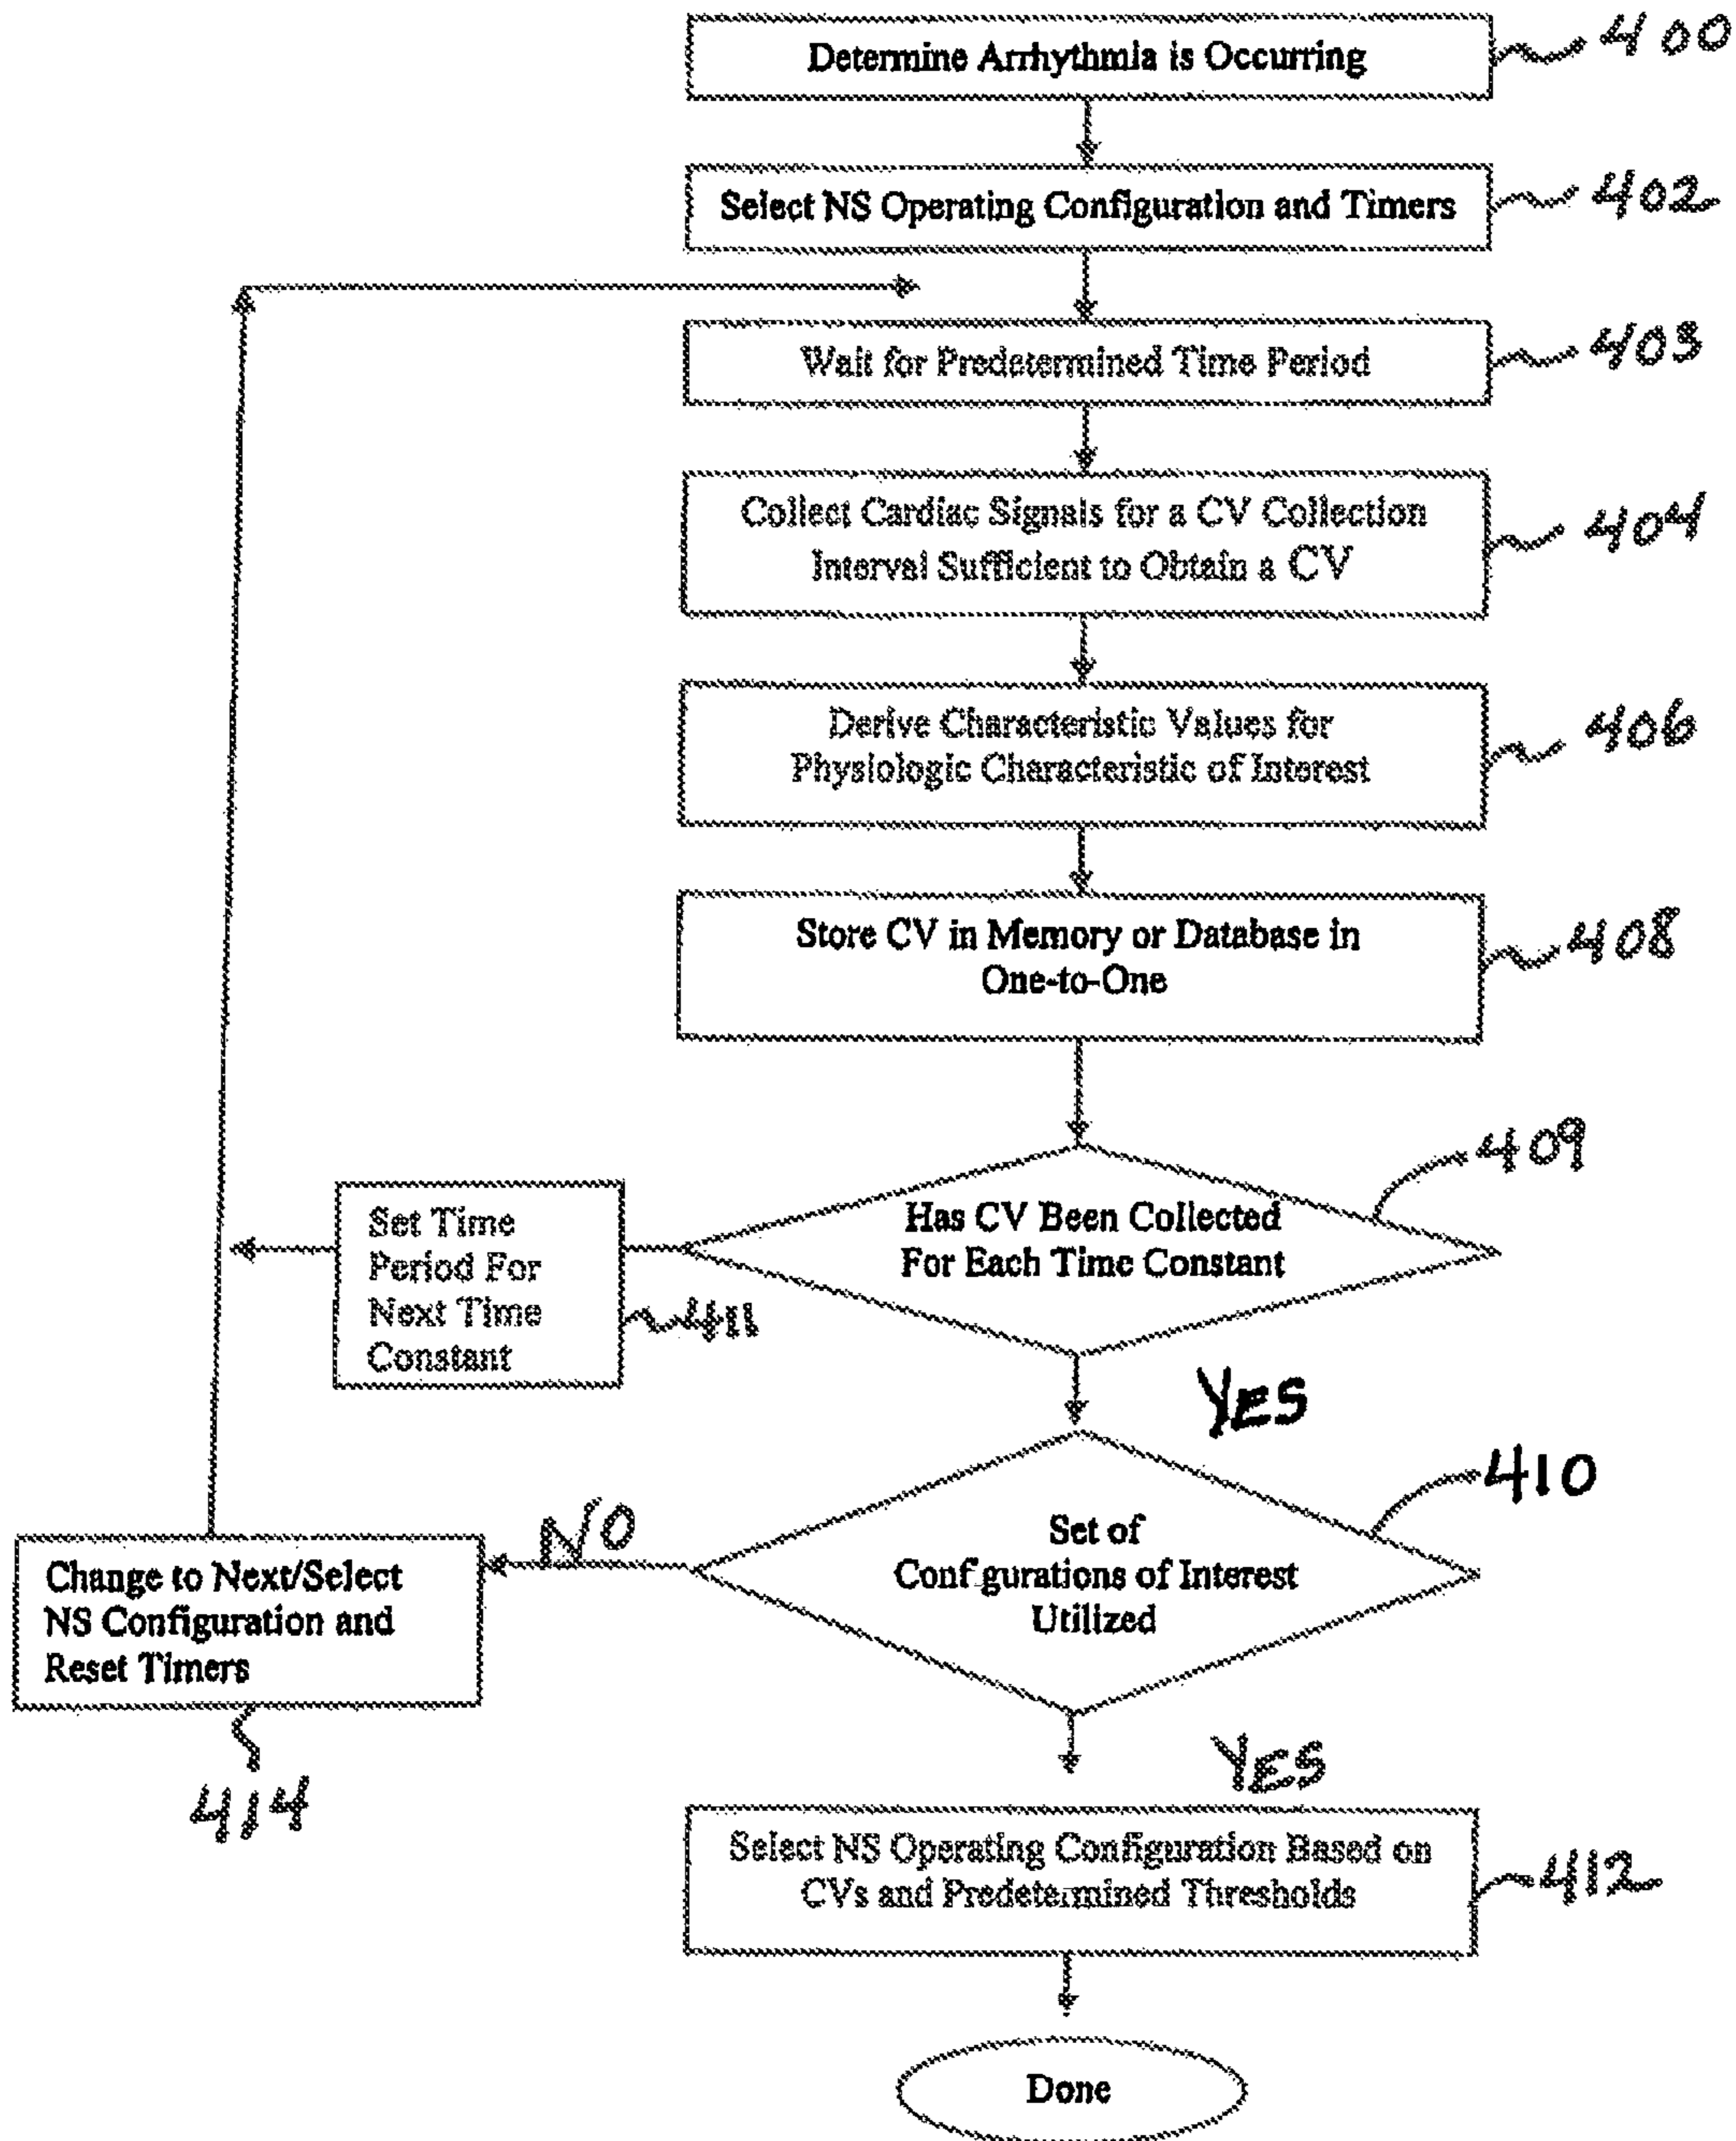 Determine Arrhythmia is Occurring
400
Select NS Operating Configuration and Timers
402
Wait for Predetermined Time Period
403
Collect Cardiac Signals for a CV Collection
Interval Sufficient to Obtain a CV
404
Derive Characteristic Values for
Physiologic Characteristic of Interest
406
Store CV in Memory or Database in
One-to-One
408
409
Has CV Been Collected
For Each Time Constant
Set Time
Period For
Next Time
Constant
411
YES
410
Set of
Conf gurations of Interest
Utilized
NO
Change to Next/Select
NS Configuration and
Reset Timers
414
YES
Select NS Operating Configuration Based on
CVs and Predetermined Thresholds
412
Done